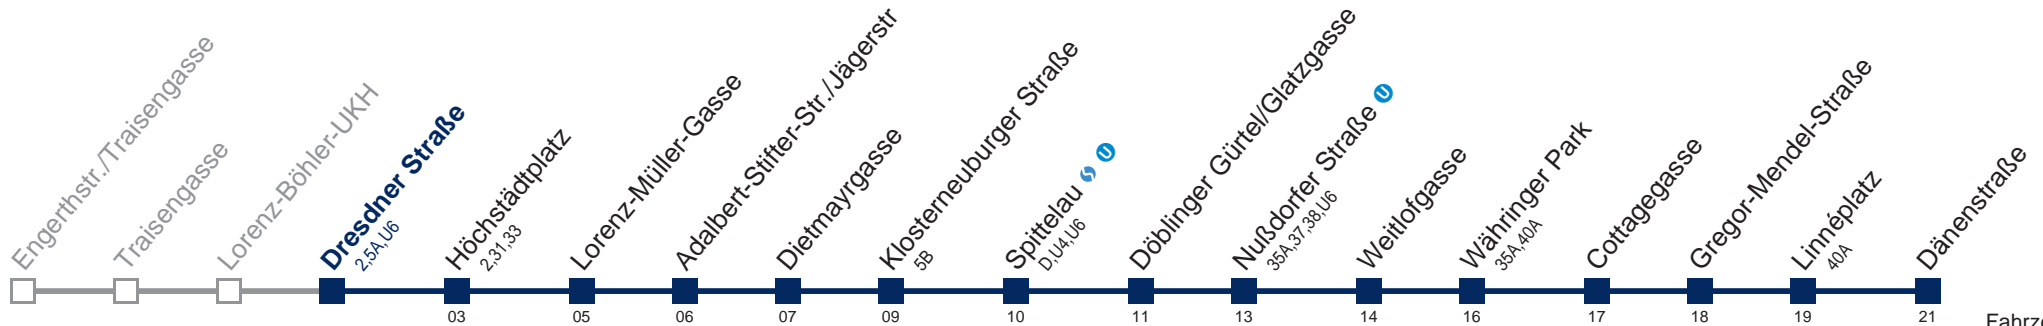 Engerthstr./Traisengasse
Traisengasse
Lorenz-Böhler-UKH
Dresdner Straße
2,5A,U6
Höchstädtplatz
2,31,33
Lorenz-Müller-Gasse
Adalbert-Stifter-Str./Jägerstr
Dietmayrgasse
Klosterneuburger Straße
5B
Spittelau S U
D,U4,U6
Döblinger Gürtel/Glatzgasse
Nußdorfer Straße U
35A,37,38,U6
Weitlofgasse
Währinger Park
35A,40A
Cottagegasse
Gregor-Mendel-Straße
Linnéplatz
40A
Dänenstraße
03 05 06 07 09 10 11 13 14 16 17 18 19 21